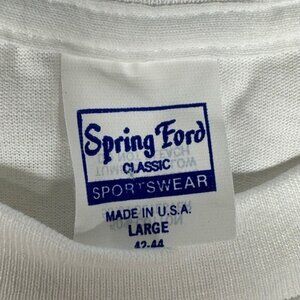 Spring Ford
CLASSIC
SPORTSWEAR
MADE IN U.S.A.
LARGE
42-44